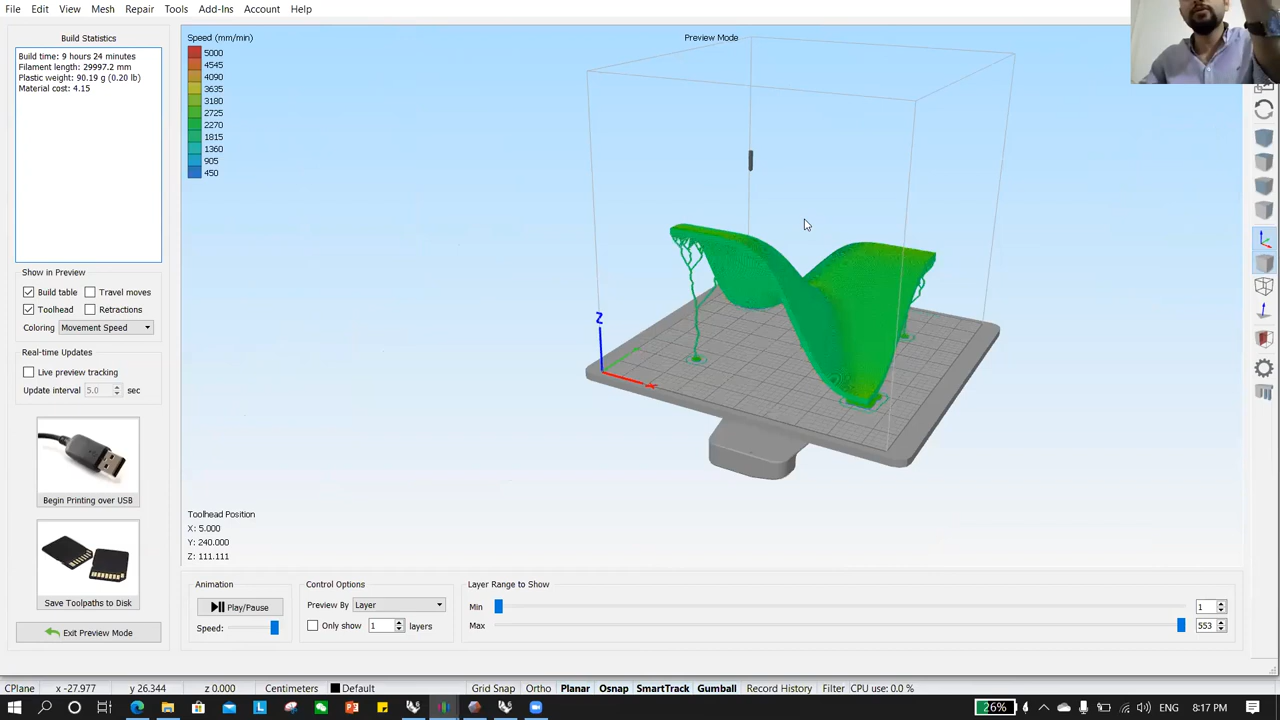 File Edit View Mesh Repair Tools Add-Ins Account Help
Build Statistics
Build time: 9 hours 24 minutes
Filament length: 29997.2 mm
Plastic weight: 90.19 g (0.20 lb)
Material cost: 4.15
Speed (mm/min)
5000
4545
4090
3635
3180
2725
2270
1815
1360
905
450
Preview Mode
Show in Preview
Build table Travel moves
Toolhead Retractions
Coloring Movement Speed
Real-time Updates
Live preview tracking
Update interval 5.0 sec
Begin Printing over USB
Save Toolpaths to Disk
Exit Preview Mode
Z
X
Toolhead Position
X: 5.000
Y: 240.000
Z: 111.111
Animation
Play/Pause
Speed:
Control Options
Preview By Layer
Only show 1 layers
Layer Range to Show
Min 1
Max 553
CPlane x -27.977 y 26.344 z 0.000 Centimeters Default Grid Snap Ortho Planar Osnap SmartTrack Gumball Record History Filter CPU use: 0.0 %
26% 8:17 PM